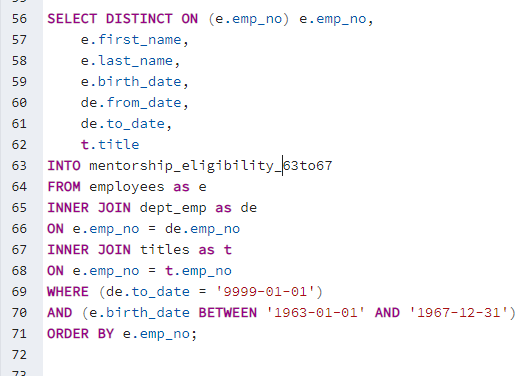 56 SELECT DISTINCT ON (e.emp_no) e.emp_no,
57 e.first_name,
58 e.last_name,
59 e.birth_date,
60 de.from_date,
61 de.to_date,
62 t.title
63 INTO mentorship_eligibility_63to67
64 FROM employees as e
65 INNER JOIN dept_emp as de
66 ON e.emp_no = de.emp_no
67 INNER JOIN titles as t
68 ON e.emp_no = t.emp_no
69 WHERE (de.to_date = '9999-01-01')
70 AND (e.birth_date BETWEEN '1963-01-01' AND '1967-12-31')
71 ORDER BY e.emp_no;
72